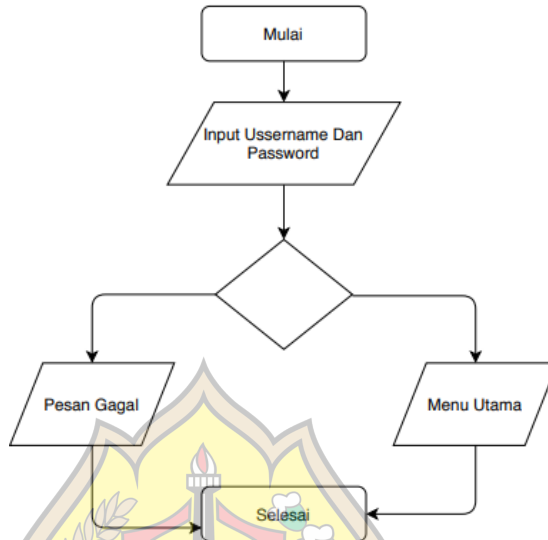 Mulai
Input Ussername Dan
Password
Pesan Gagal
Menu Utama
Selesai